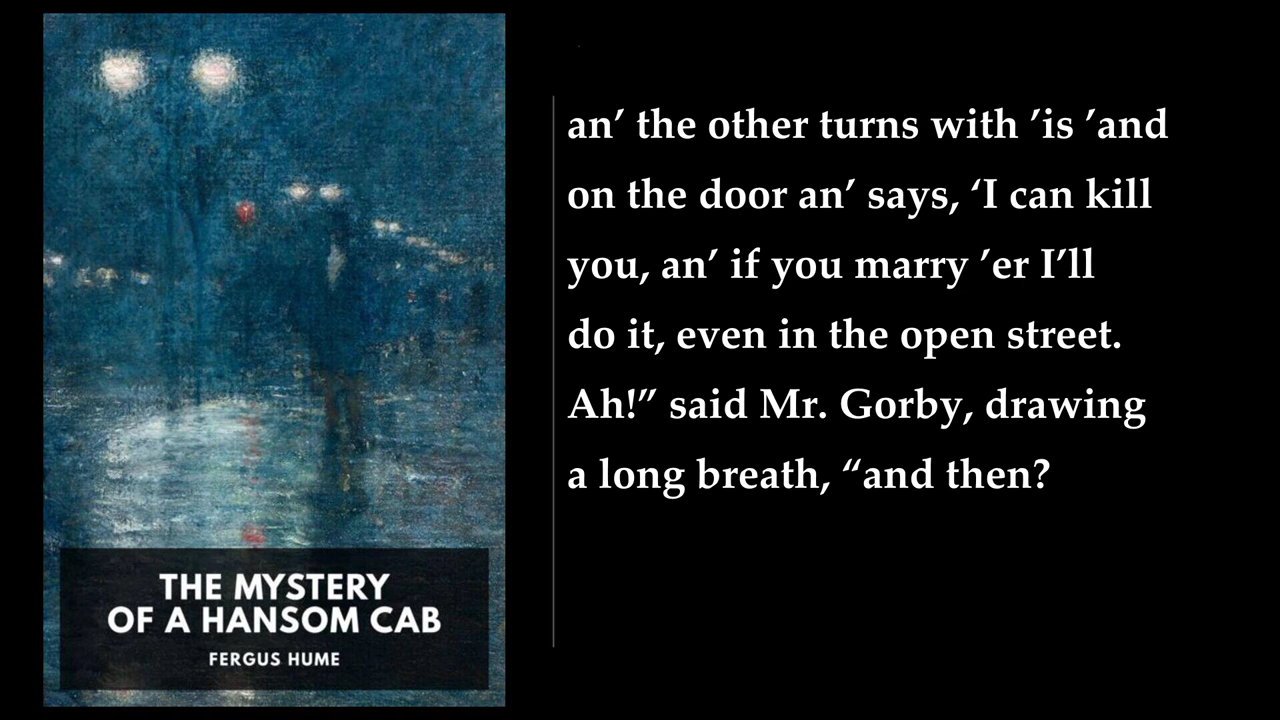 THE MYSTERY
OF A HANSOM CAB
FERGUS HUME
an’ the other turns with ’is ’and
on the door an’ says, ‘I can kill
you, an’ if you marry ’er I’ll
do it, even in the open street.
Ah!” said Mr. Gorby, drawing
a long breath, “and then?